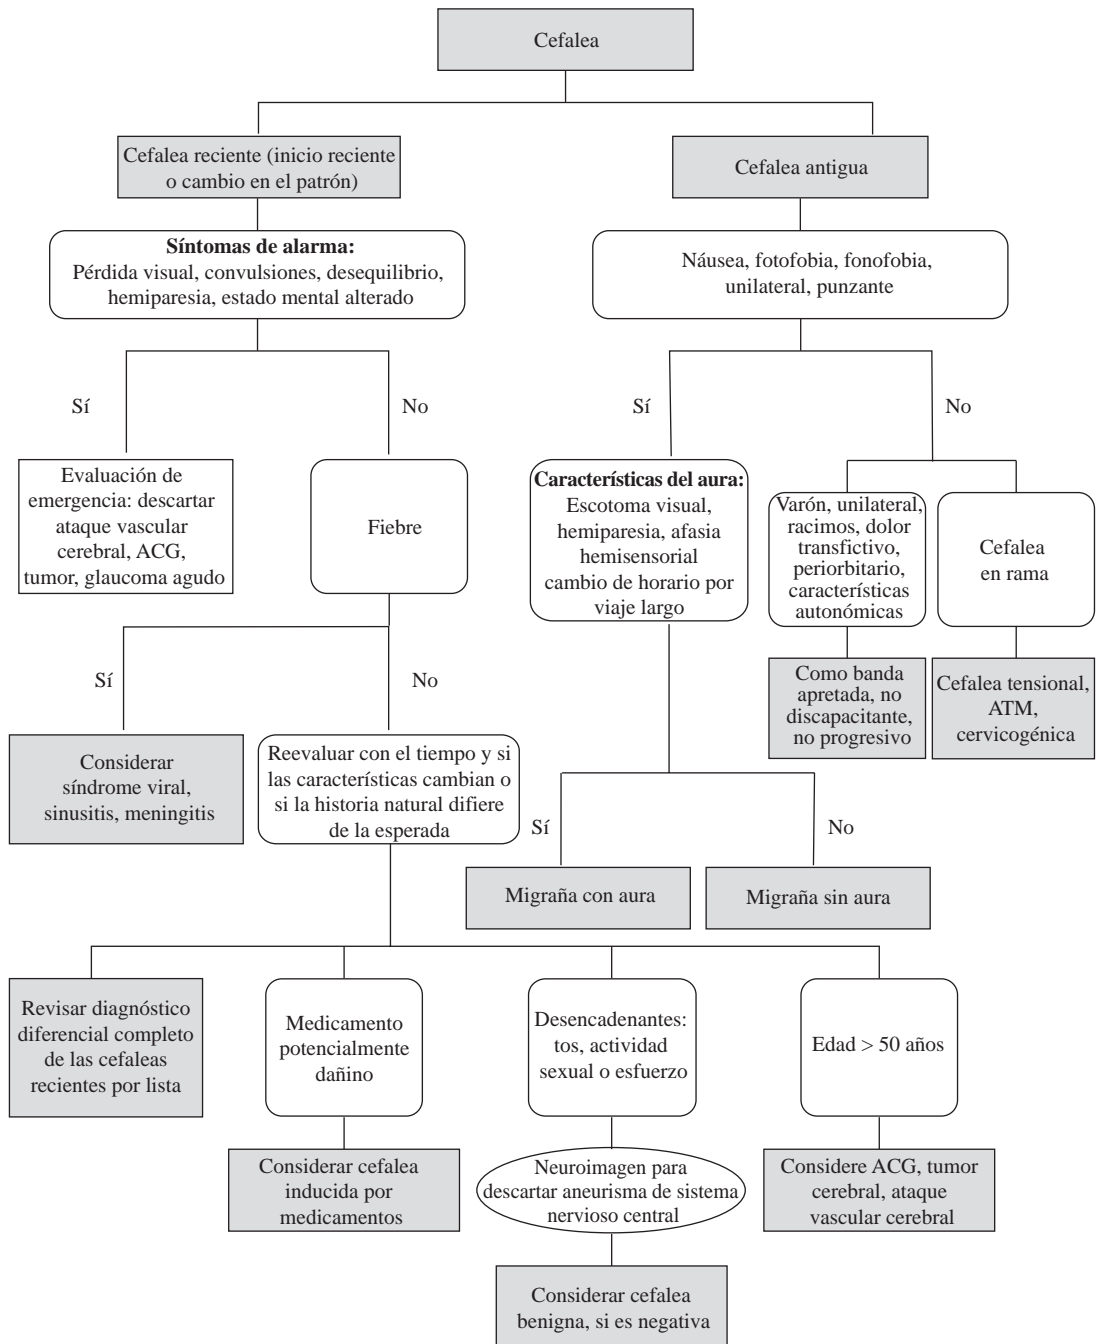 Cefalea
Cefalea reciente (inicio reciente
o cambio en el patrón)
Cefalea antigua
Síntomas de alarma:
Pérdida visual, convulsiones, desequilibrio,
hemiparesia, estado mental alterado
Náusea, fotofobia, fonofobia,
unilateral, punzante
Sí
No
Sí
No
Evaluación de
emergencia: descartar
ataque vascular
cerebral, ACG,
tumor, glaucoma agudo
Fiebre
Características del aura:
Escotoma visual,
hemiparesia, afasia
hemisensorial
cambio de horario por
viaje largo
Varón, unilateral,
racimos, dolor
transfictivo,
periorbitario,
características
autonómicas
Cefalea
en rama
Sí
No
Como banda
apretada, no
discapacitante,
no progresivo
Cefalea tensional,
ATM,
cervicogénica
Considerar
síndrome viral,
sinusitis, meningitis
Reevaluar con el tiempo y si
las características cambian o
si la historia natural difiere
de la esperada
Sí
No
Migraña con aura
Migraña sin aura
Revisar diagnóstico
diferencial completo
de las cefaleas
recientes por lista
Medicamento
potencialmente
dañino
Desencadenantes:
tos, actividad
sexual o esfuerzo
Edad > 50 años
Considerar cefalea
inducida por
medicamentos
Neuroimagen para
descartar aneurisma de sistema
nervioso central
Considere ACG, tumor
cerebral, ataque
vascular cerebral
Considerar cefalea
benigna, si es negativa